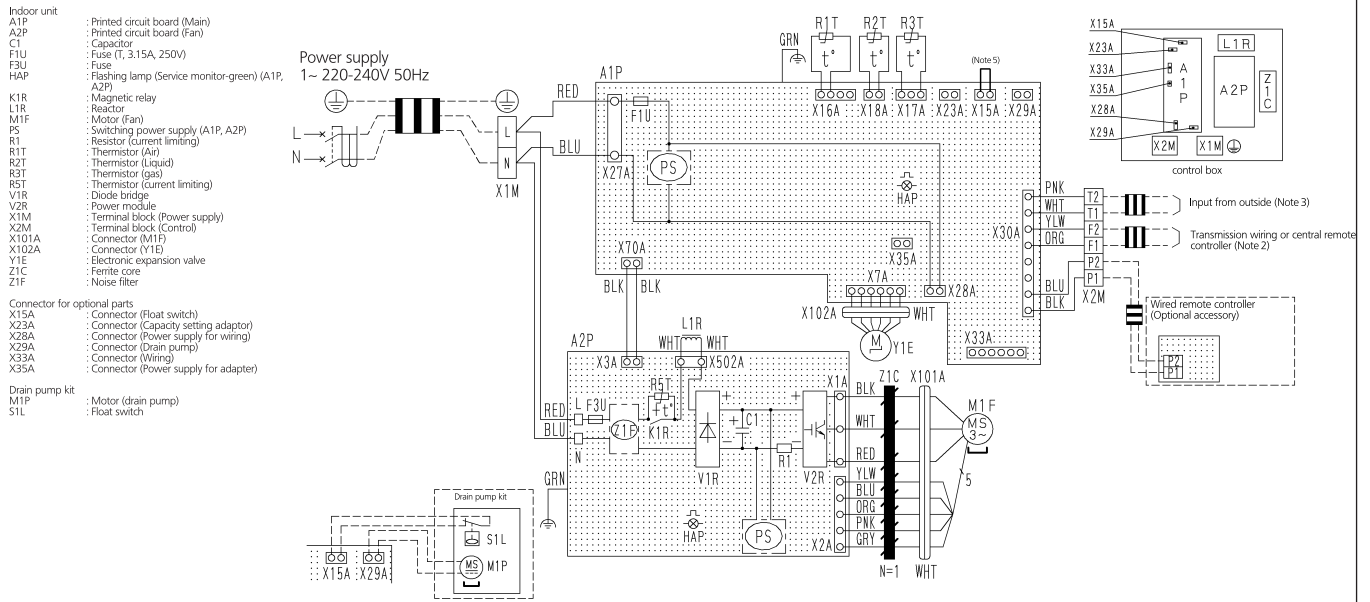 Indoor unit
A1P : Printed circuit board (Main)
A2P : Printed circuit board (Fan)
C1 : Capacitor
F1U : Fuse (T, 3.15A, 250V)
F3U : Fuse
HAP : Flashing lamp (Service monitor-green) (A1P,
A2P)
K1R : Magnetic relay
L1R : Reactor
M1F : Motor (Fan)
PS : Switching power supply (A1P, A2P)
R1 : Resistor (current limiting)
R1T : Thermistor (Air)
R2T : Thermistor (Liquid)
R3T : Thermistor (gas)
R5T : Thermistor (current limiting)
V1R : Diode bridge
V2R : Power module
X1M : Terminal block (Power supply)
X2M : Terminal block (Control)
X101A : Connector (M1F)
X102A : Connector (Y1E)
Y1E : Electronic expansion valve
Z1C : Ferrite core
Z1F : Noise filter
Connector for optional parts
X15A : Connector (Float switch)
X23A : Connector (Capacity setting adaptor)
X28A : Connector (Power supply for wiring)
X29A : Connector (Drain pump)
X33A : Connector (Wiring)
X35A : Connector (Power supply for adapter)
Drain pump kit
M1P : Motor (drain pump)
S1L : Float switch
Power supply
1~ 220-240V 50Hz
L
N
L
N
X1M
RED
BLU
A1P
F1U
X27A
PS
GRN
R1T R2T R3T
t° t° t°
(Note 5)
X16A X18A X17A X23A X15A X29A
HAP
X35A
X30A
X70A
BLK BLK
X7A
X28A
X102A WHT
M
Y1E
X33A
PNK T2
WHT T1
YLW F2
ORG F1
P2
BLU P1
BLK X2M
Input from outside (Note 3)
Transmission wiring or central remote
controller (Note 2)
Wired remote controller
(Optional accessory)
P2
P1
X15A
X23A
X33A
X35A
X28A
X29A
A
1
P
L1R
A2P
Z
1
C
X2M X1M
control box
A2P
L1R
WHT WHT
X3A X502A
RED L F3U
BLU
N
Z1F
R5T
+t°
K1R
V1R
+
-
+
C1
R1
+
-
V2R
X1A
X2A
HAP
PS
GRN
Z1C X101A
BLK
WHT
RED
YLW
BLU
ORG
PNK
GRY
M1F
MS
3~
5
N=1 WHT
Drain pump kit
S1L
MS
M1P
X15A X29A